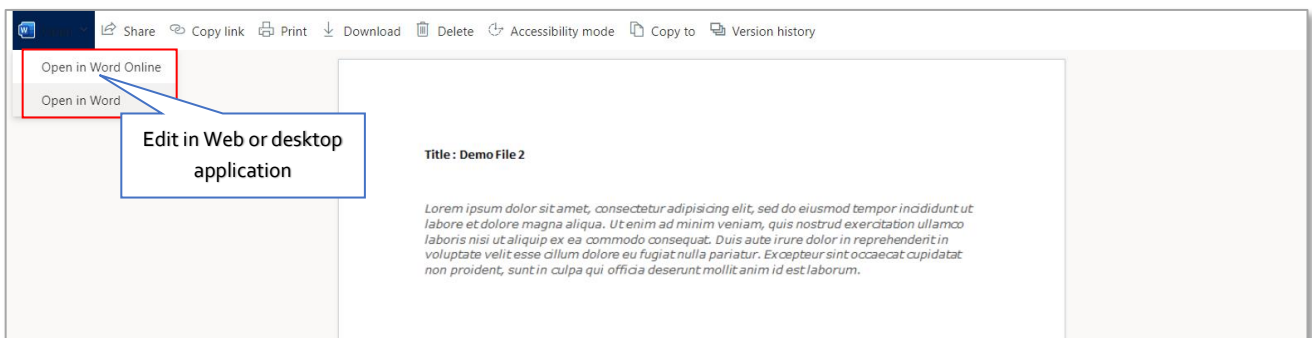 Share Copy link Print Download Delete Accessibility mode Copy to Version history
Open in Word Online
Open in Word
Edit in Web or desktop
application
Title : Demo File 2
Lorem ipsum dolor sit amet, consectetur adipisicing elit, sed do eiusmod tempor incididunt ut
labore et dolore magna aliqua. Ut enim ad minim veniam, quis nostrud exercitation ullamco
laboris nisi ut aliquip ex ea commodo consequat. Duis aute irure dolor in reprehenderit in
voluptate velit esse cillum dolore eu fugiat nulla pariatur. Excepteur sint occaecat cupidatat
non proident, sunt in culpa qui officia deserunt mollit anim id est laborum.